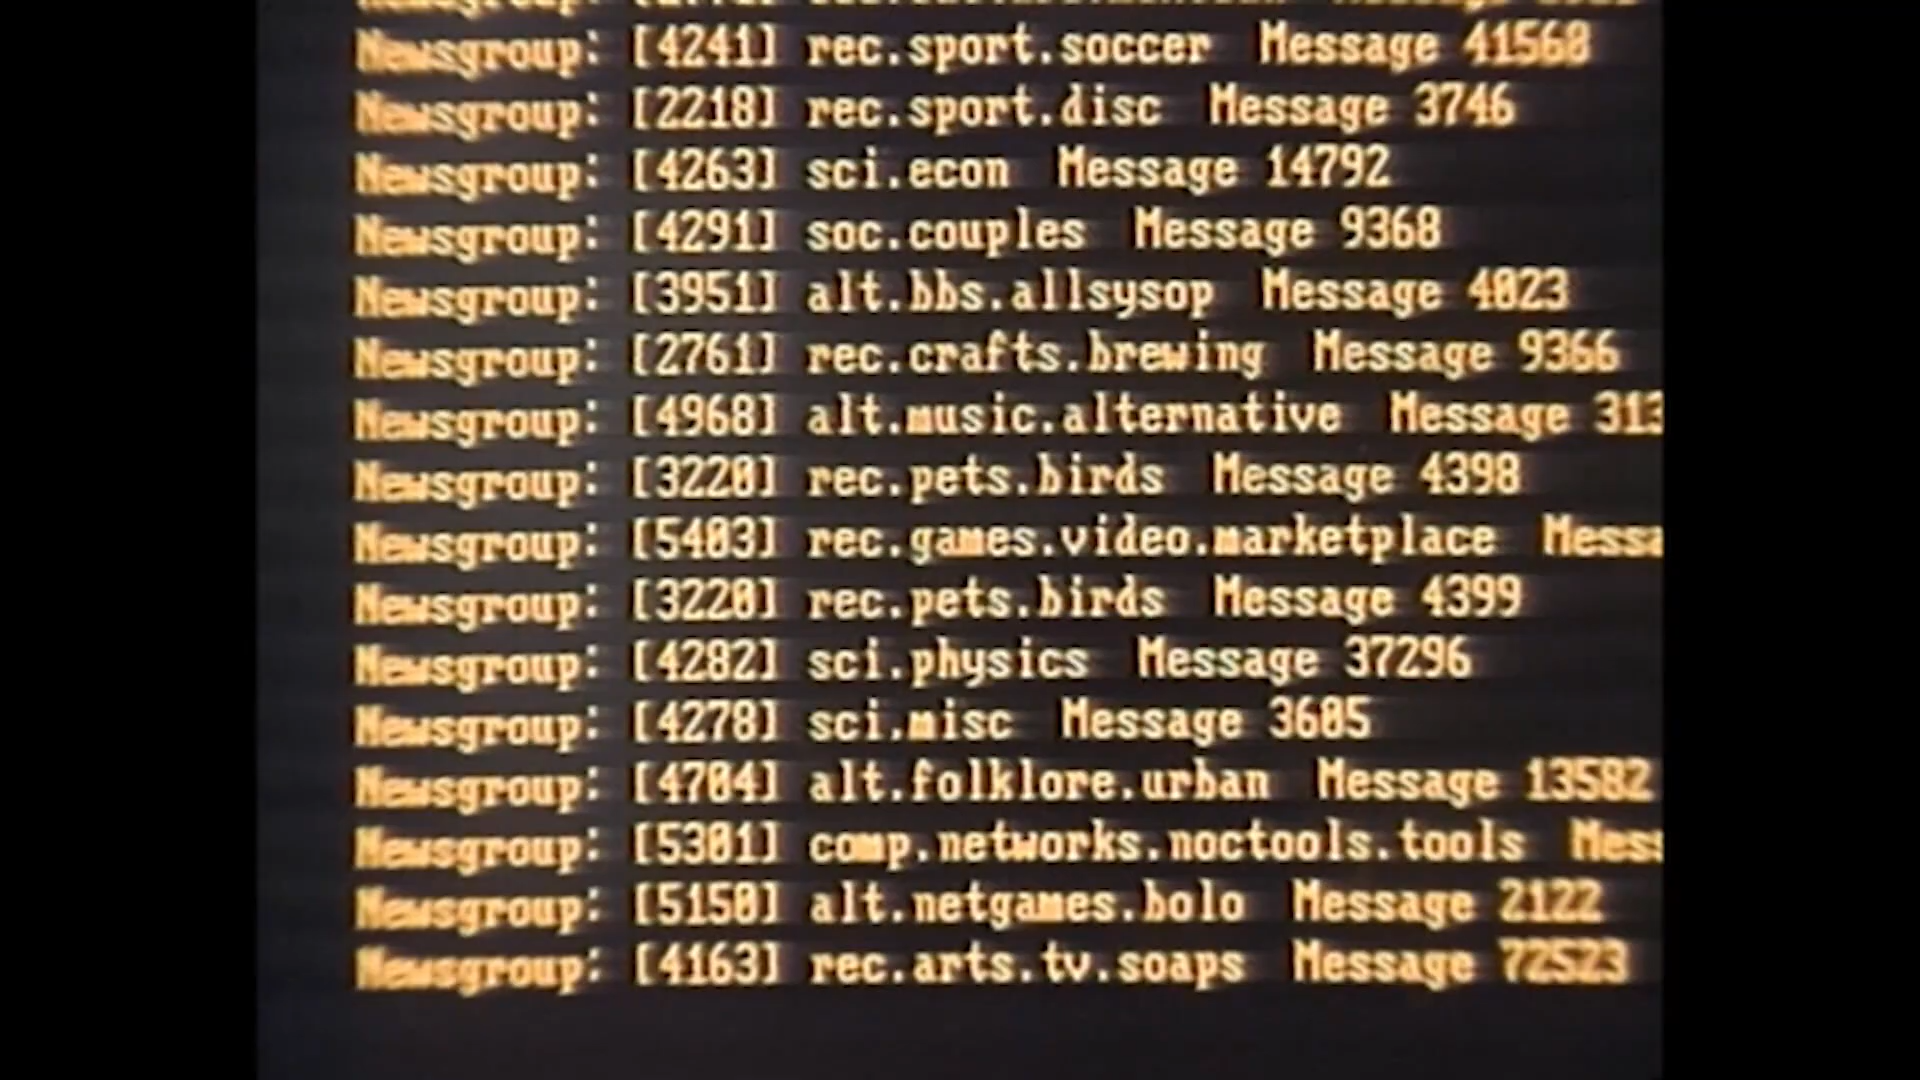 Newsgroup: [4241] rec.sport.soccer Message 41560
Newsgroup: [2218] rec.sport.disc Message 3746
Newsgroup: [4263] sci.econ Message 14792
Newsgroup: [4291] soc.couples Message 9368
Newsgroup: [3951] alt.bbs.allsysop Message 4023
Newsgroup: [2761] rec.crafts.brewing Message 9366
Newsgroup: [4968] alt.music.alternative Message 313
Newsgroup: [3220] rec.pets.birds Message 4398
Newsgroup: [5403] rec.games.video.marketplace Messa
Newsgroup: [3220] rec.pets.birds Message 4399
Newsgroup: [4282] sci.physics Message 37296
Newsgroup: [4278] sci.misc Message 3605
Newsgroup: [4704] alt.folklore.urban Message 13582
Newsgroup: [5301] comp.networks.noctools.tools Mess
Newsgroup: [5150] alt.netgames.bolo Message 2122
Newsgroup: [4163] rec.arts.tv.soaps Message 72523